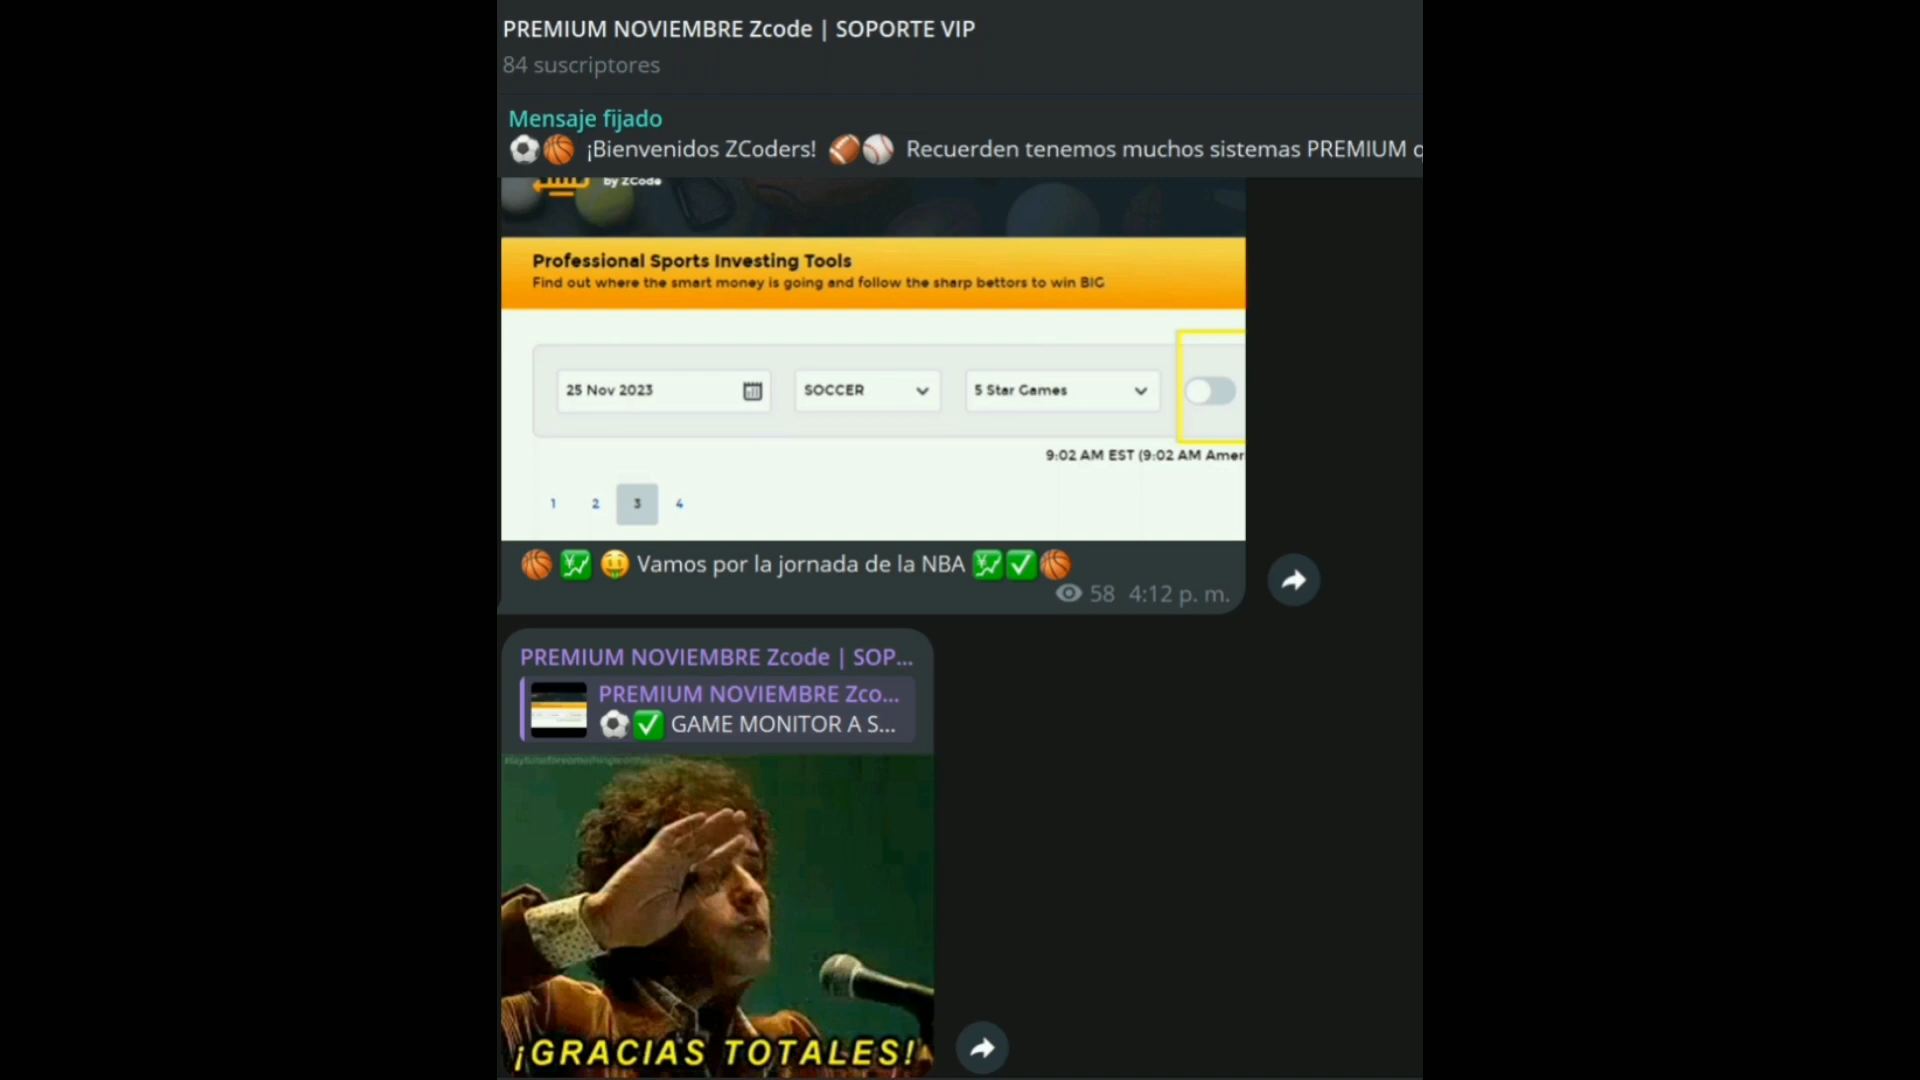 PREMIUM NOVIEMBRE Zcode | SOPORTE VIP
84 suscriptores
Mensaje fijado
¡Bienvenidos ZCoders! Recuerden tenemos muchos sistemas PREMIUM
by ZCode
Professional Sports Investing Tools
Find out where the smart money is going and follow the sharp bettors to win BIG
25 Nov 2023 SOCCER 5 Star Games
9:02 AM EST (9:02 AM Amer
1 2 3 4
Vamos por la jornada de la NBA
58 4:12 p. m.
PREMIUM NOVIEMBRE Zcode | SOP...
PREMIUM NOVIEMBRE Zco...
GAME MONITOR A S...
¡GRACIAS TOTALES!